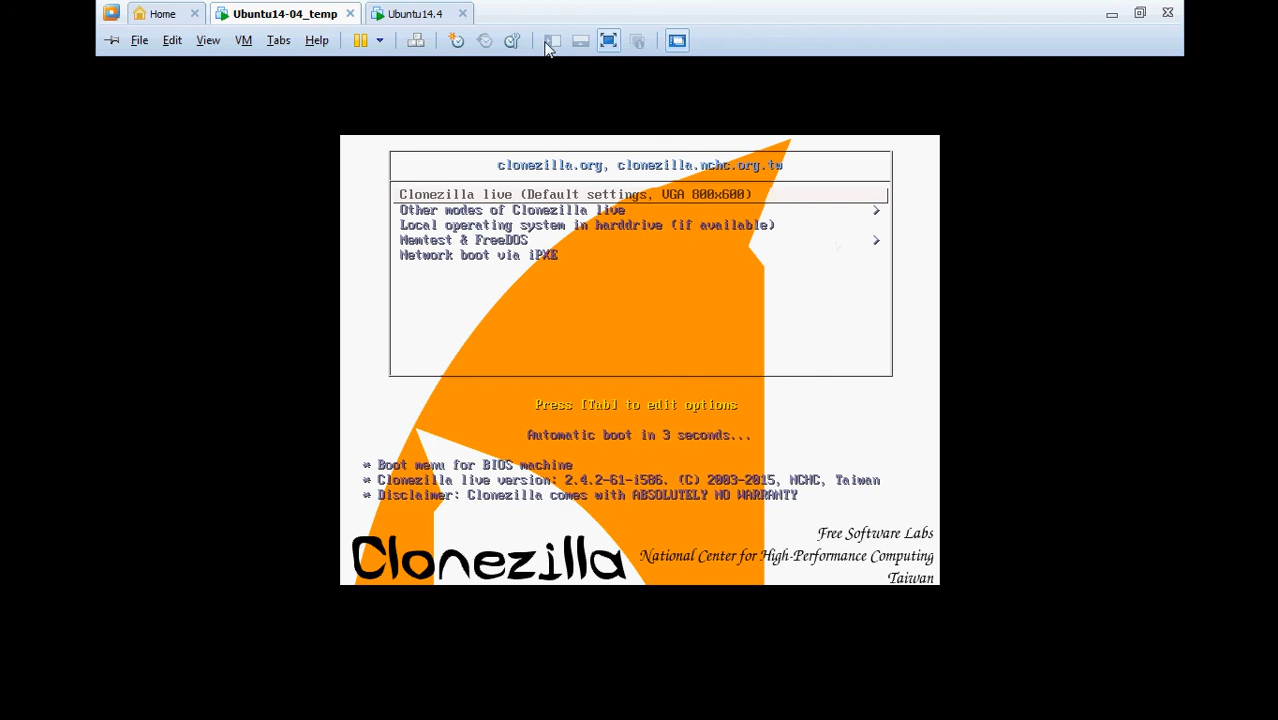 Home Ubuntu14-04_temp Ubuntu14.4
File Edit View VM Tabs Help
clonezilla.org, clonezilla.nchc.org.tw
Clonezilla live (Default settings, VGA 800x600)
Other modes of Clonezilla live >
Local operating system in harddrive (if available)
Memtest & FreeDOS >
Network boot via iPXE
Press [Tab] to edit options
Automatic boot in 3 seconds...
* Boot menu for BIOS machine
* Clonezilla live version: 2.4.2-61-i586. (C) 2003-2015, NCHC, Taiwan
* Disclaimer: Clonezilla comes with ABSOLUTELY NO WARRANTY
Clonezilla
Free Software Labs
National Center for High-Performance Computing
Taiwan